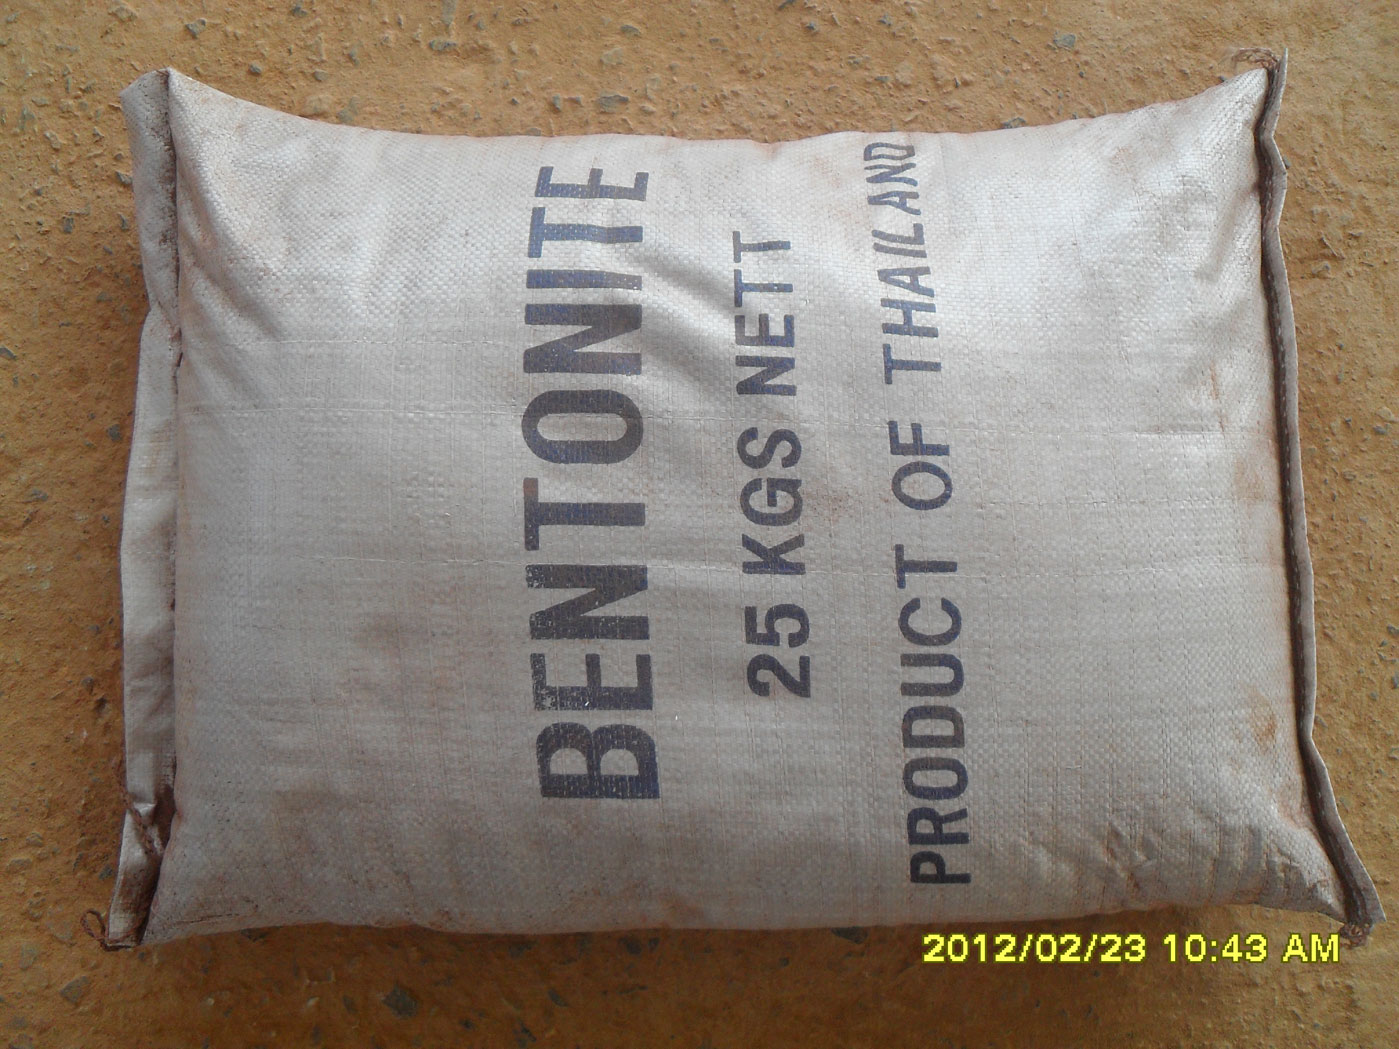 BENTONITE
25 KGS NETT
PRODUCT OF THAILAND
2012/02/23 10:43 AM